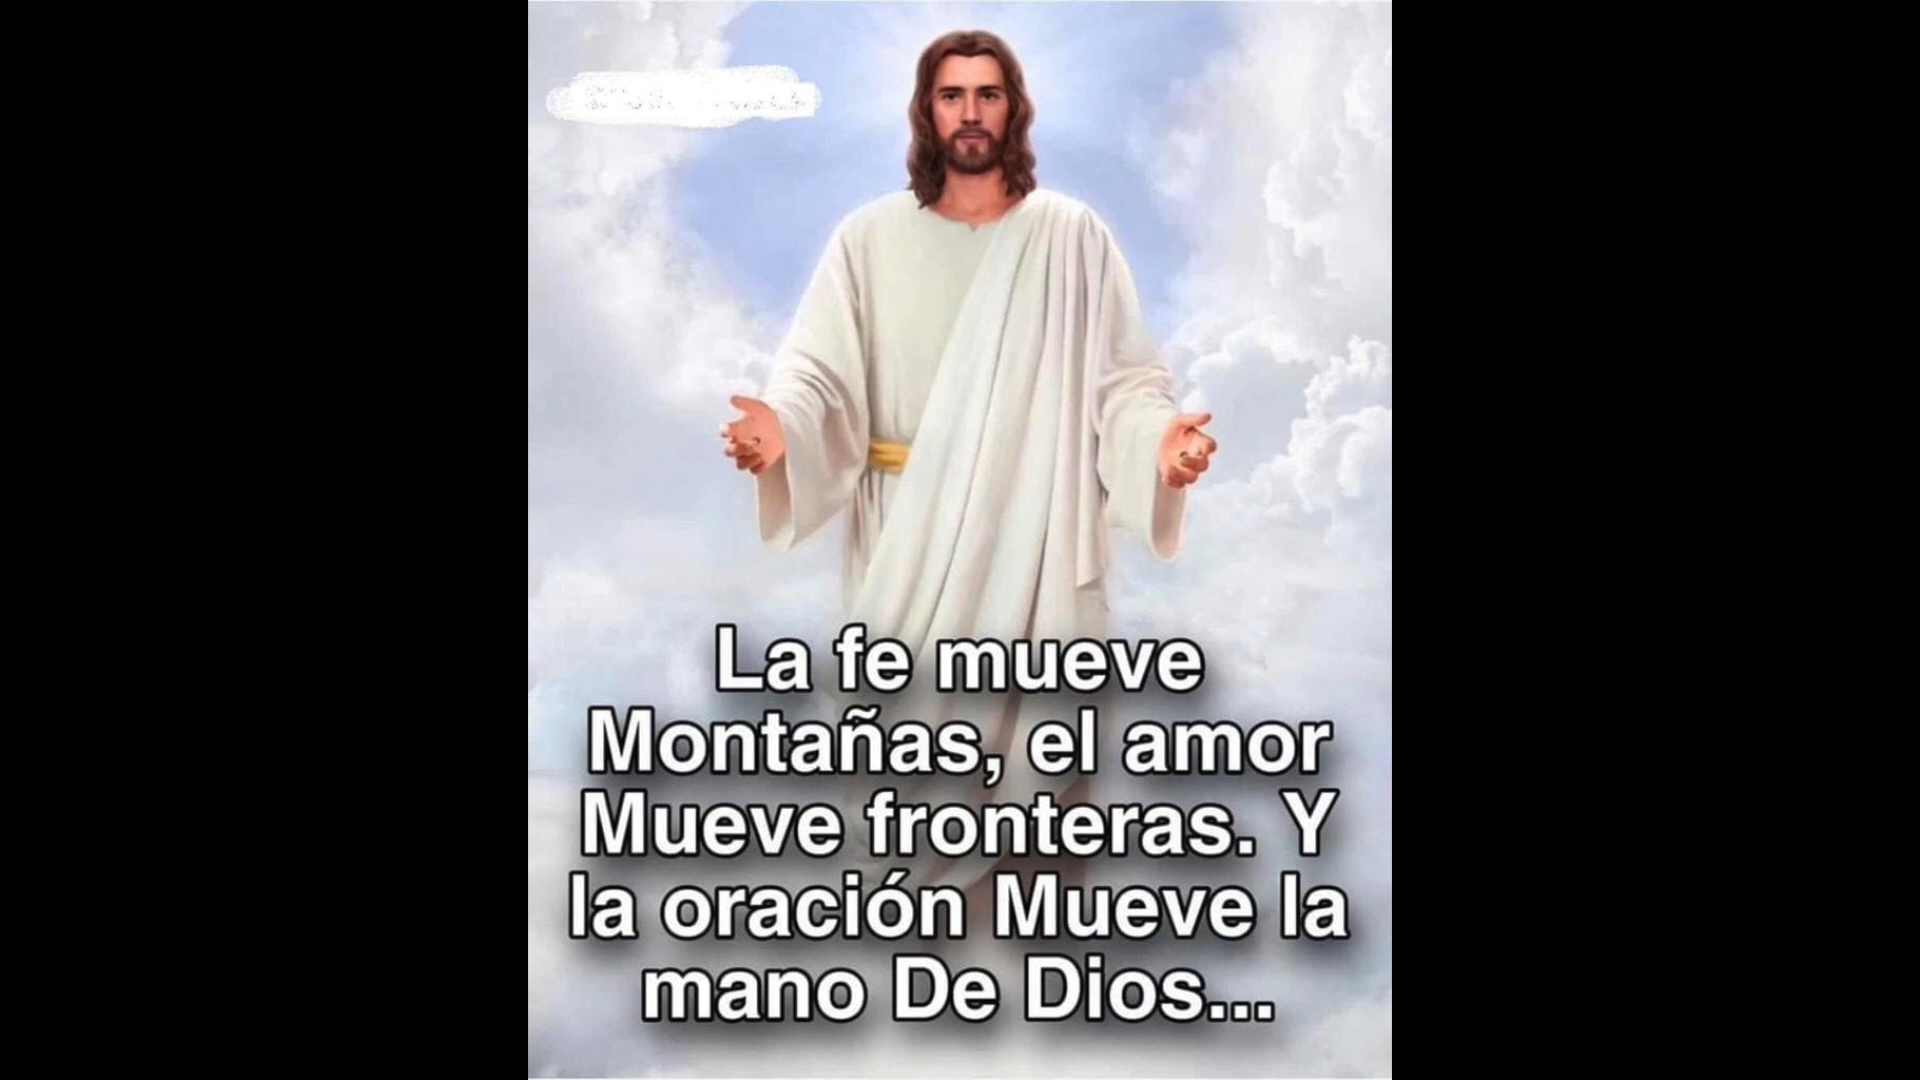 La fe mueve
Montañas, el amor
Mueve fronteras. Y
la oración Mueve la
mano De Dios...